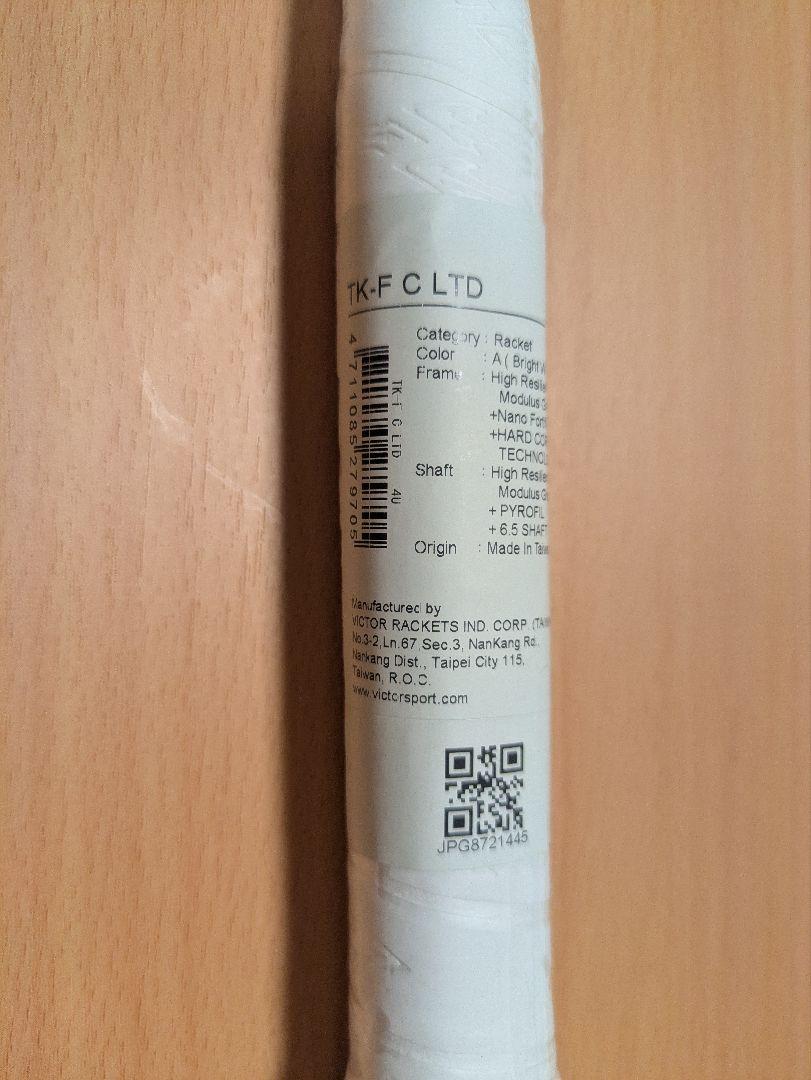 TK-F C LTD
Category : Racket
Color : A ( Bright
Frame : High Resilie
Modulus G
+Nano Forti
+HARD COR
TECHNOL
Shaft : High Resilie
Modulus Gr
+ PYROFIL
+ 6.5 SHAFT
Origin : Made In Taiw
4 711085 279705
TK-F C LTD 4U
Manufactured by
VICTOR RACKETS IND. CORP. (TAIW
No.3-2,Ln.67,Sec.3, NanKang Rd.,
Nankang Dist., Taipei City 115,
Taiwan, R.O.C.
www.victorsport.com
JPG8721445